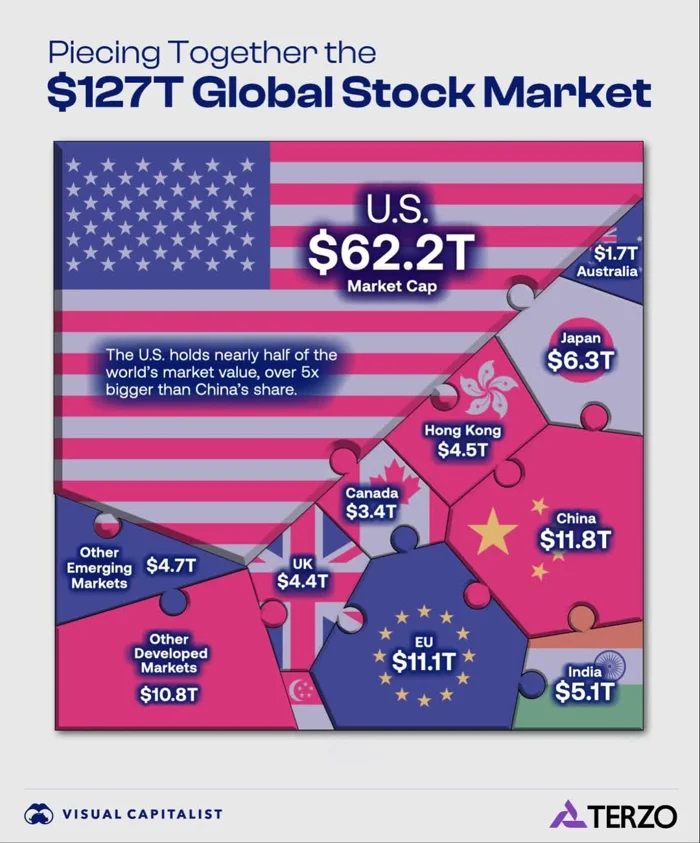 Piecing Together the
$127T Global Stock Market
U.S.
$62.2T
Market Cap
The U.S. holds nearly half of the
world's market value, over 5x
bigger than China's share.
$1.7T
Australia
Japan
$6.3T
Hong Kong
$4.5T
Canada
$3.4T
China
$11.8T
Other
Emerging
Markets
$4.7T
UK
$4.4T
Other
Developed
Markets
$10.8T
EU
$11.1T
India
$5.1T
VISUAL CAPITALIST
TERZO